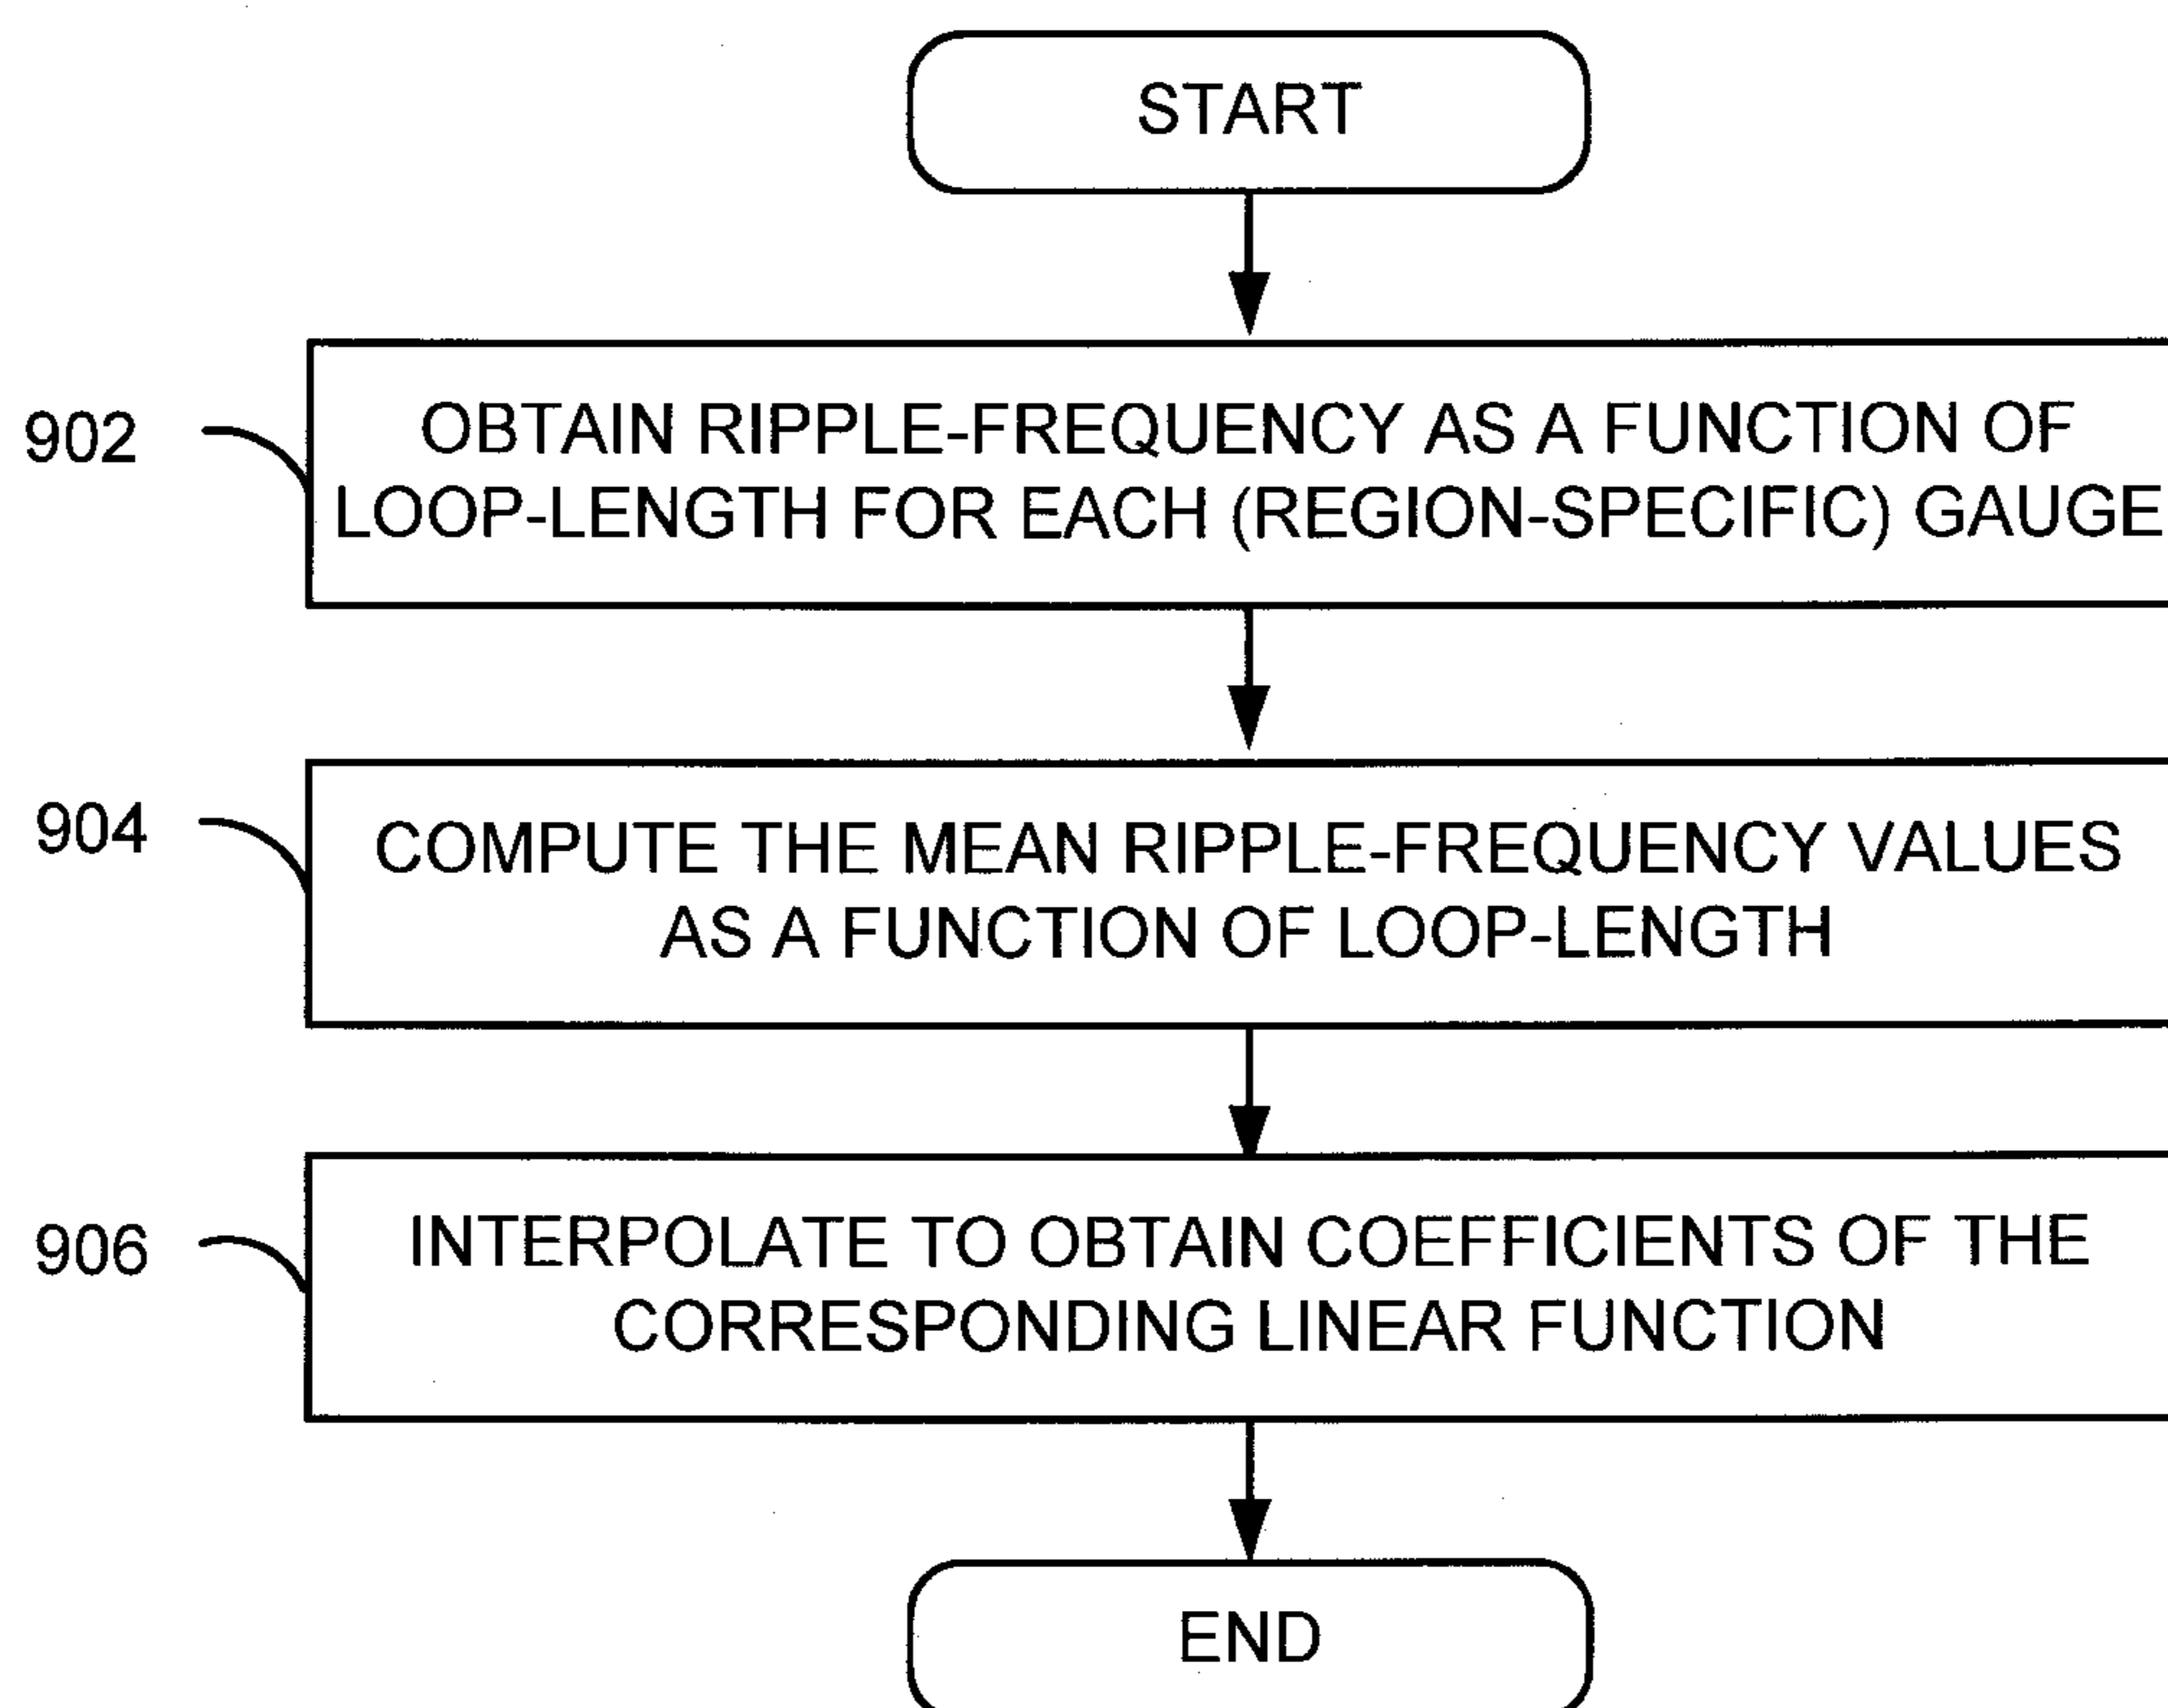 START
902
OBTAIN RIPPLE-FREQUENCY AS A FUNCTION OF
LOOP-LENGTH FOR EACH (REGION-SPECIFIC) GAUGE
904
COMPUTE THE MEAN RIPPLE-FREQUENCY VALUES
AS A FUNCTION OF LOOP-LENGTH
906
INTERPOLATE TO OBTAIN COEFFICIENTS OF THE
CORRESPONDING LINEAR FUNCTION
END